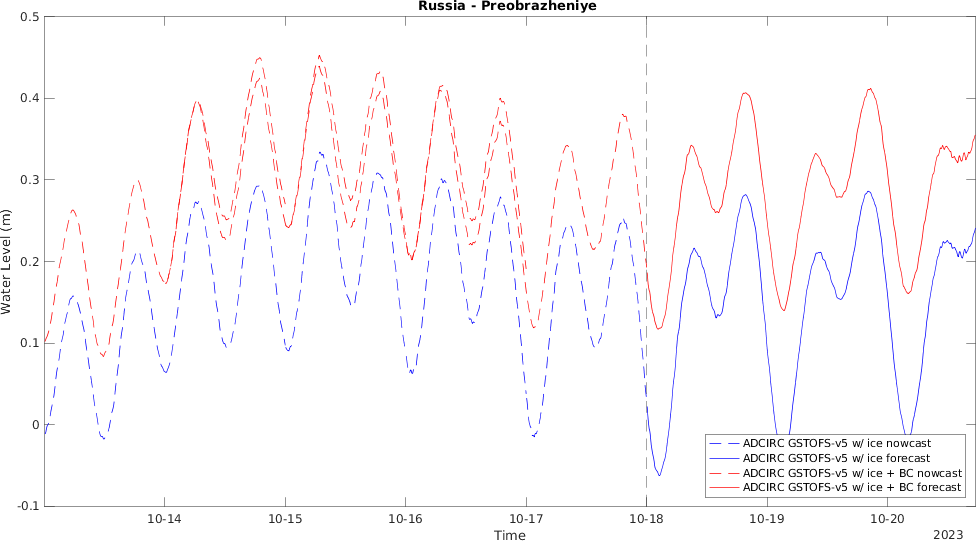 Russia - Preobrazheniye
Water Level (m)
0.5
0.4
0.3
0.2
0.1
0
-0.1
10-14
10-15
10-16
10-17
10-18
10-19
10-20
Time
2023
ADCIRC GSTOFS-v5 w/ ice nowcast
ADCIRC GSTOFS-v5 w/ ice forecast
ADCIRC GSTOFS-v5 w/ ice + BC nowcast
ADCIRC GSTOFS-v5 w/ ice + BC forecast